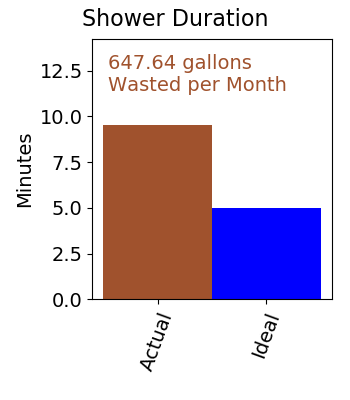 Shower Duration
647.64 gallons
Wasted per Month
Minutes
12.5
10.0
7.5
5.0
2.5
0.0
Actual
Ideal